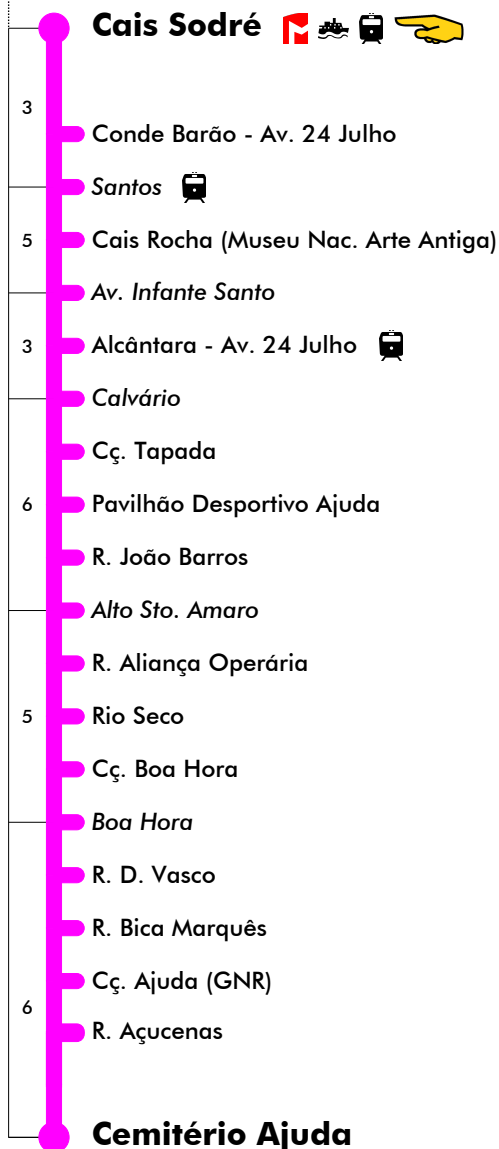 Cais Sodré
3
Conde Barão - Av. 24 Julho
Santos
5 Cais Rocha (Museu Nac. Arte Antiga)
Av. Infante Santo
3 Alcântara - Av. 24 Julho
Calvário
Cç. Tapada
6 Pavilhão Desportivo Ajuda
R. João Barros
Alto Sto. Amaro
R. Aliança Operária
5 Rio Seco
Cç. Boa Hora
Boa Hora
R. D. Vasco
R. Bica Marquês
Cç. Ajuda (GNR)
6
R. Açucenas
Cemitério Ajuda